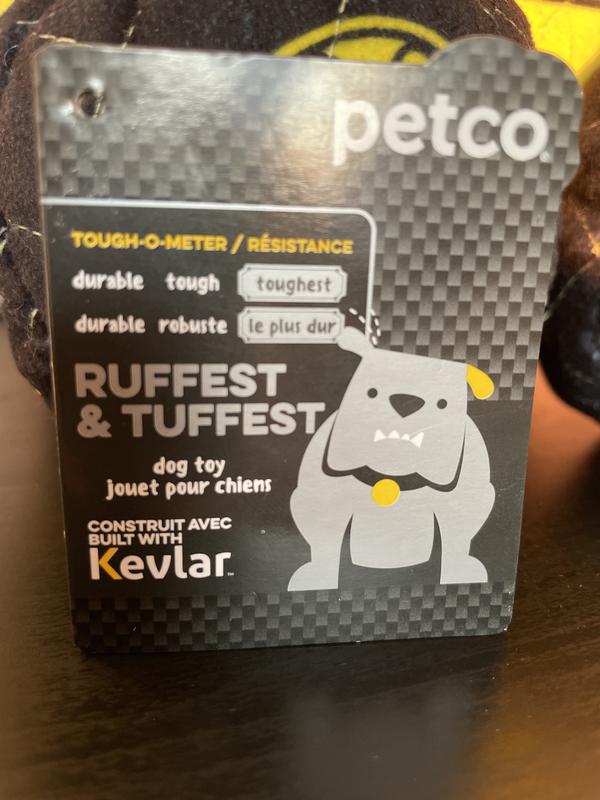 petco
TOUGH-O-METER / RÉSISTANCE
durable tough toughest
durable robuste le plus dur
RUFFEST
& TUFFEST
dog toy
jouet pour chiens
CONSTRUIT AVEC
BUILT WITH
Kevlar™